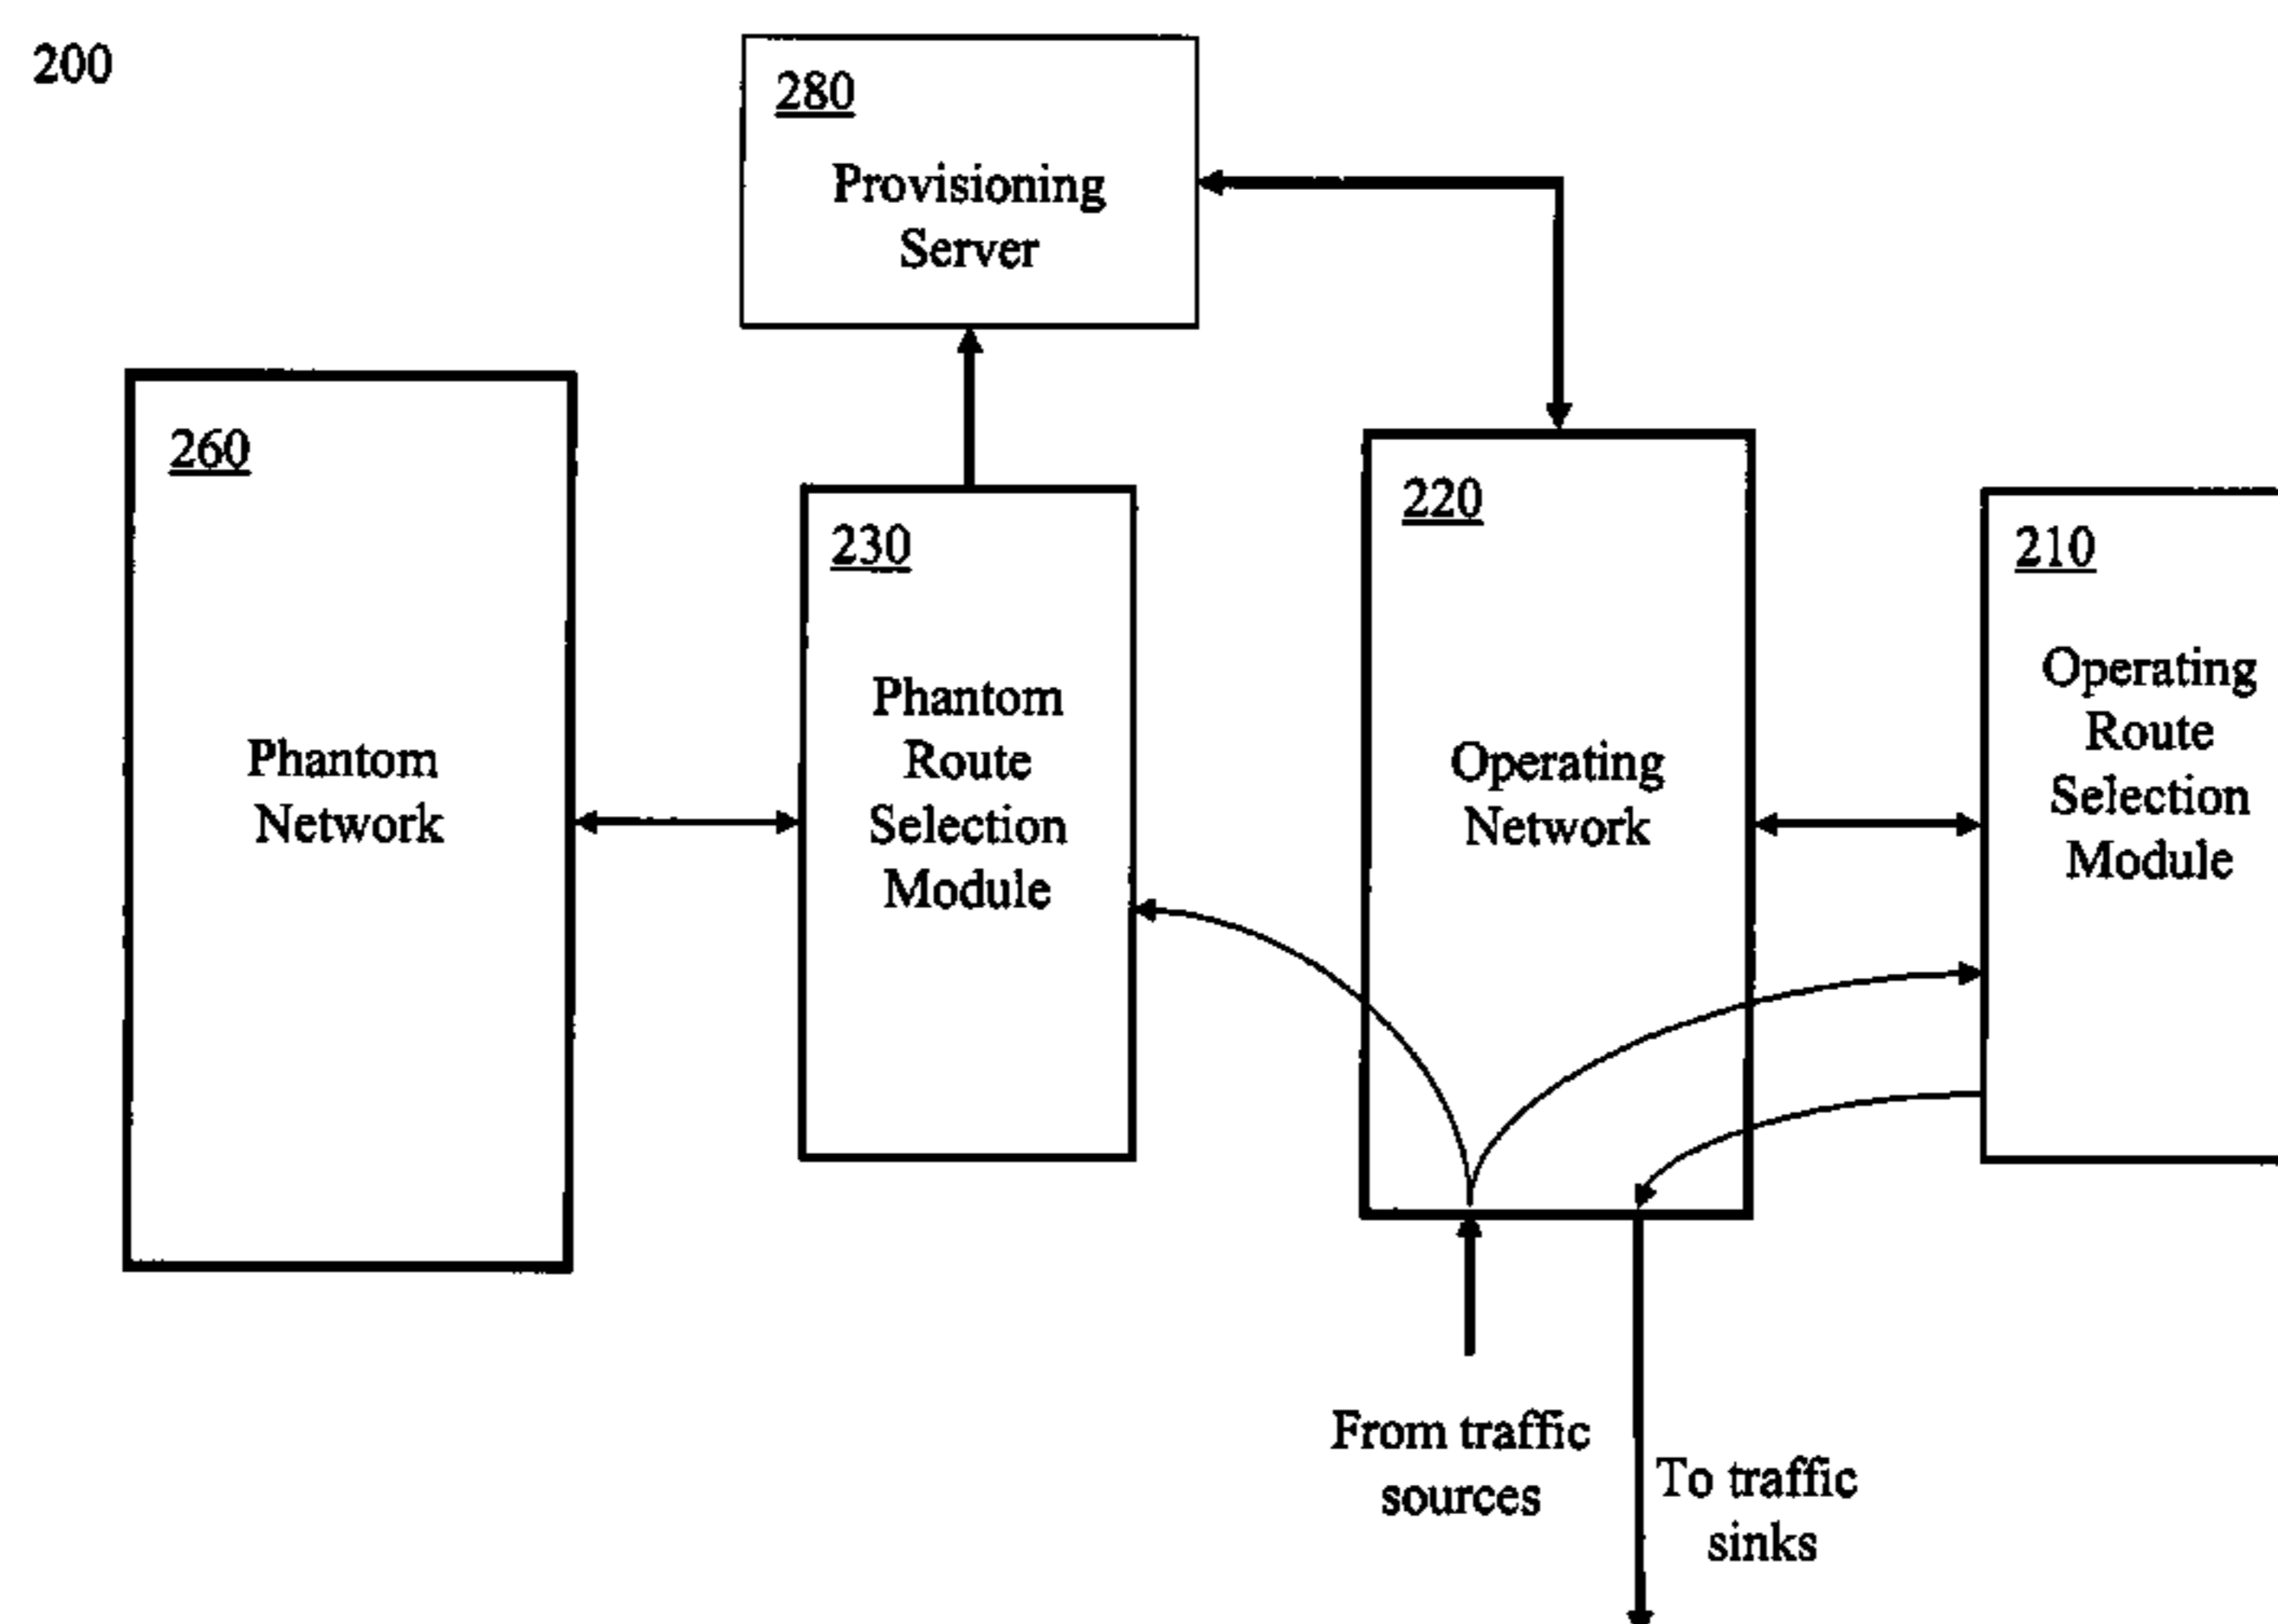 200
280
Provisioning
Server
260
Phantom
Network
230
Phantom
Route
Selection
Module
220
Operating
Network
210
Operating
Route
Selection
Module
From traffic
sources
To traffic
sinks